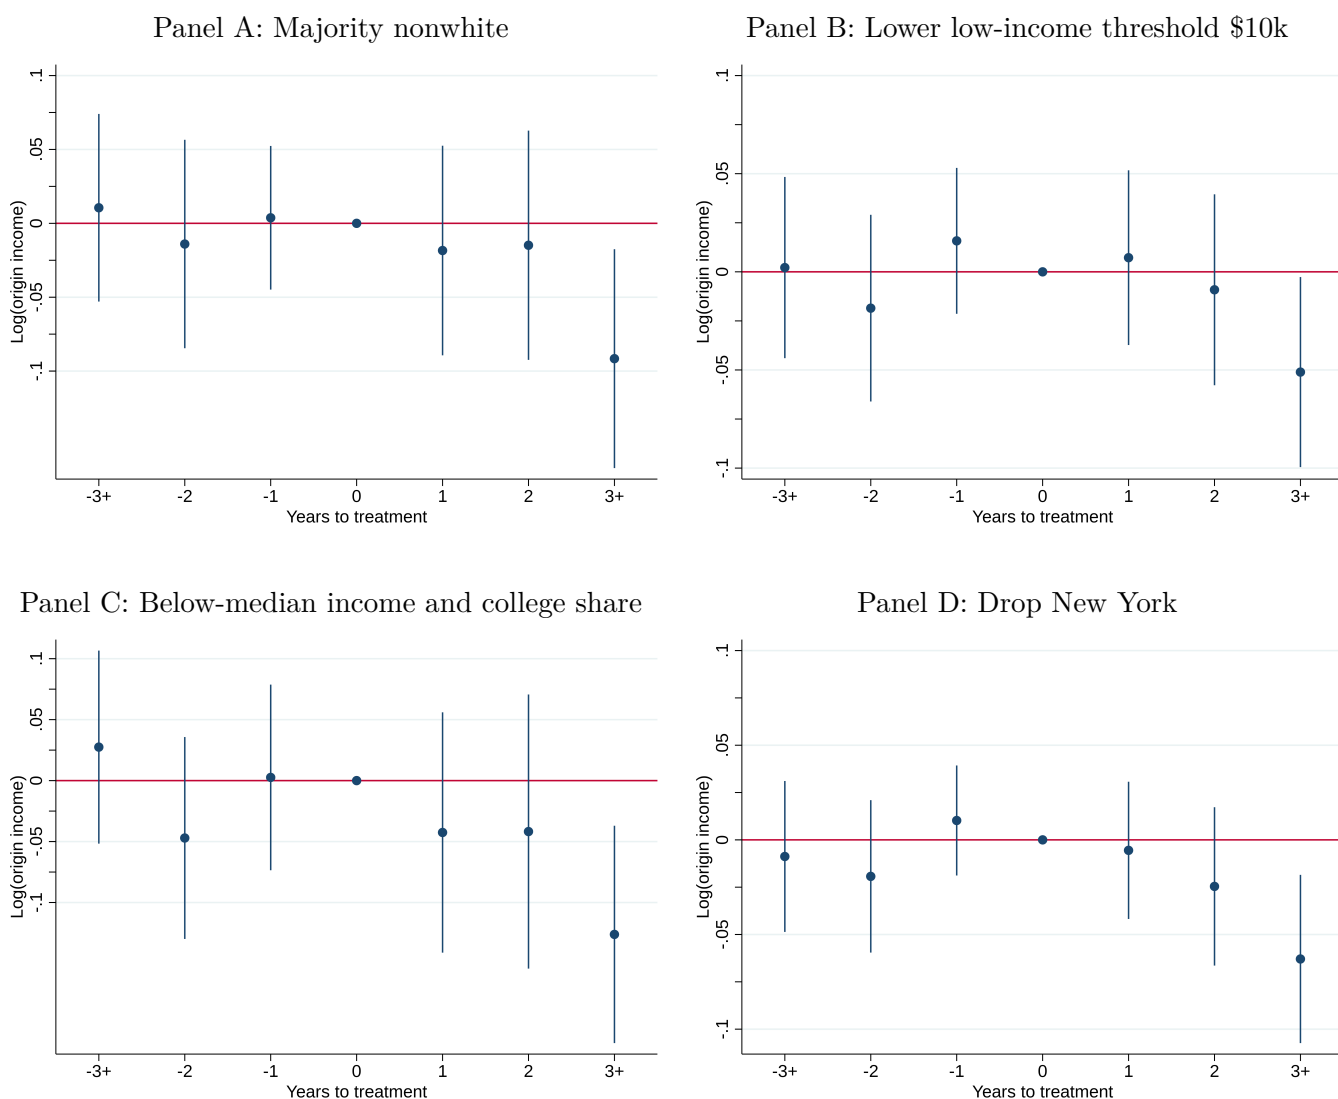 Panel A: Majority nonwhite
Log(origin income)
.1
.05
0
-.05
-.1
-3+ -2 -1 0 1 2 3+
Years to treatment
Panel B: Lower low-income threshold $10k
Log(origin income)
.1
.05
0
-.05
-.1
-3+ -2 -1 0 1 2 3+
Years to treatment
Panel C: Below-median income and college share
Log(origin income)
.1
.05
0
-.05
-.1
-3+ -2 -1 0 1 2 3+
Years to treatment
Panel D: Drop New York
Log(origin income)
.1
.05
0
-.05
-.1
-3+ -2 -1 0 1 2 3+
Years to treatment